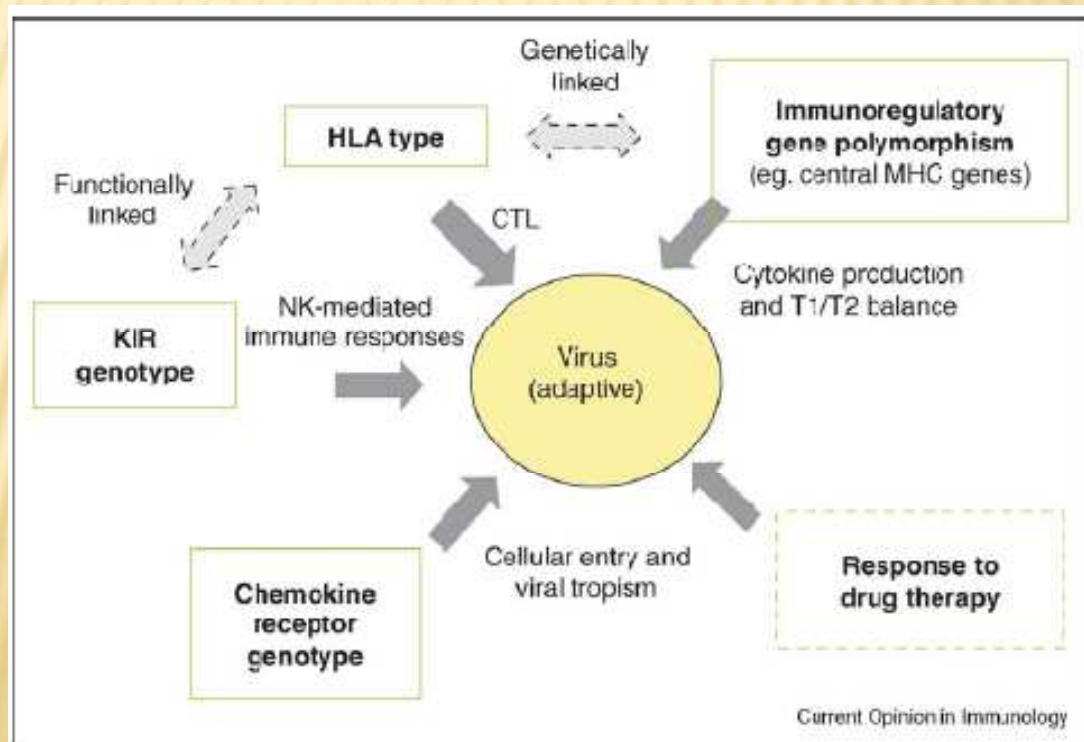 Genetically
linked
HLA type
Immunoregulatory
gene polymorphism
(eg. central MHC genes)
Functionally
linked
CTL
Cytokine production
and T1/T2 balance
NK-mediated
immune responses
KIR
genotype
Virus
(adaptive)
Cellular entry and
viral tropism
Chemokine
receptor
genotype
Response to
drug therapy
Current Opinion in Immunology